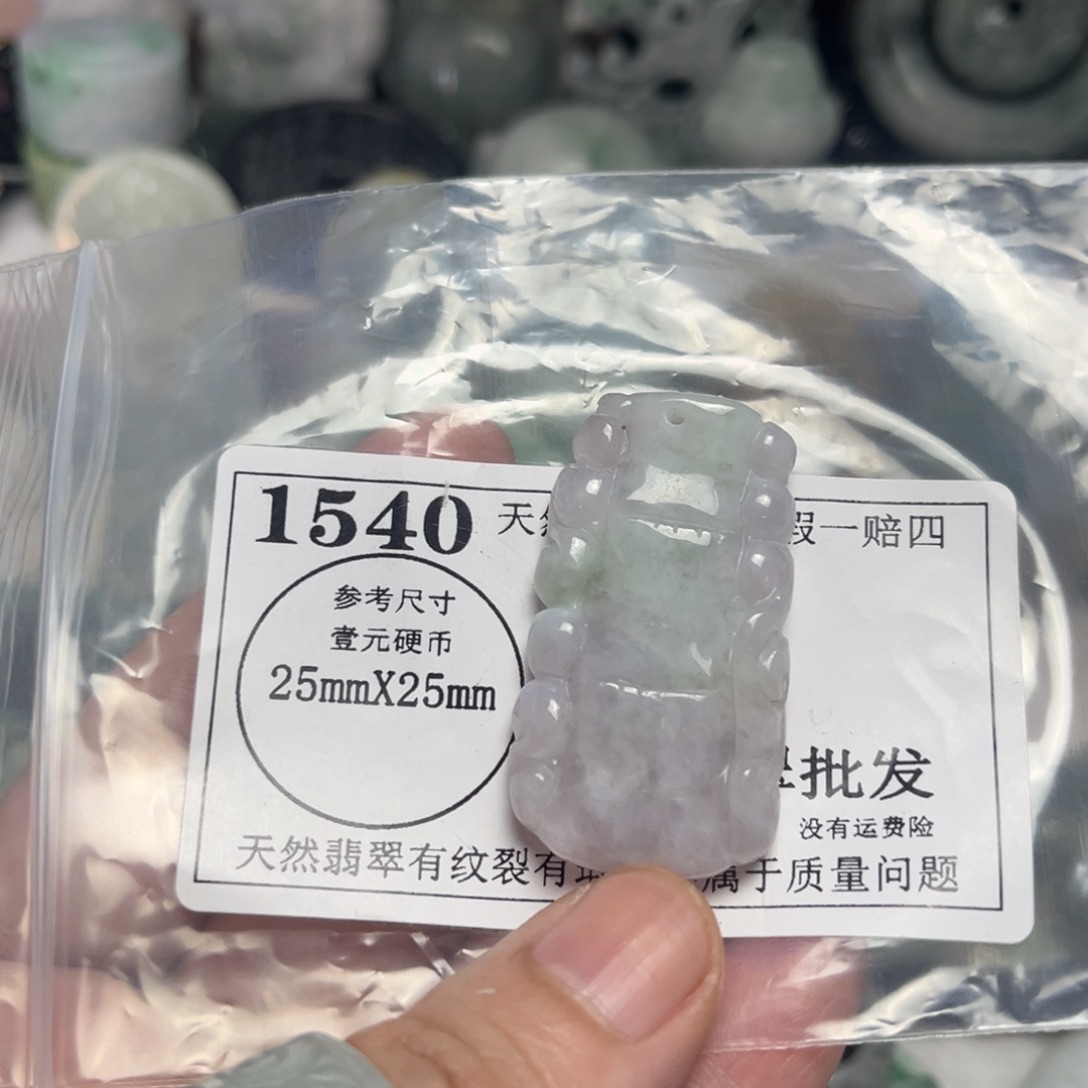 1540
天 假一赔四
参考尺寸
壹元硬币
25mmX25mm
批发
没有运费险
天然翡翠有纹裂有 属于质量问题